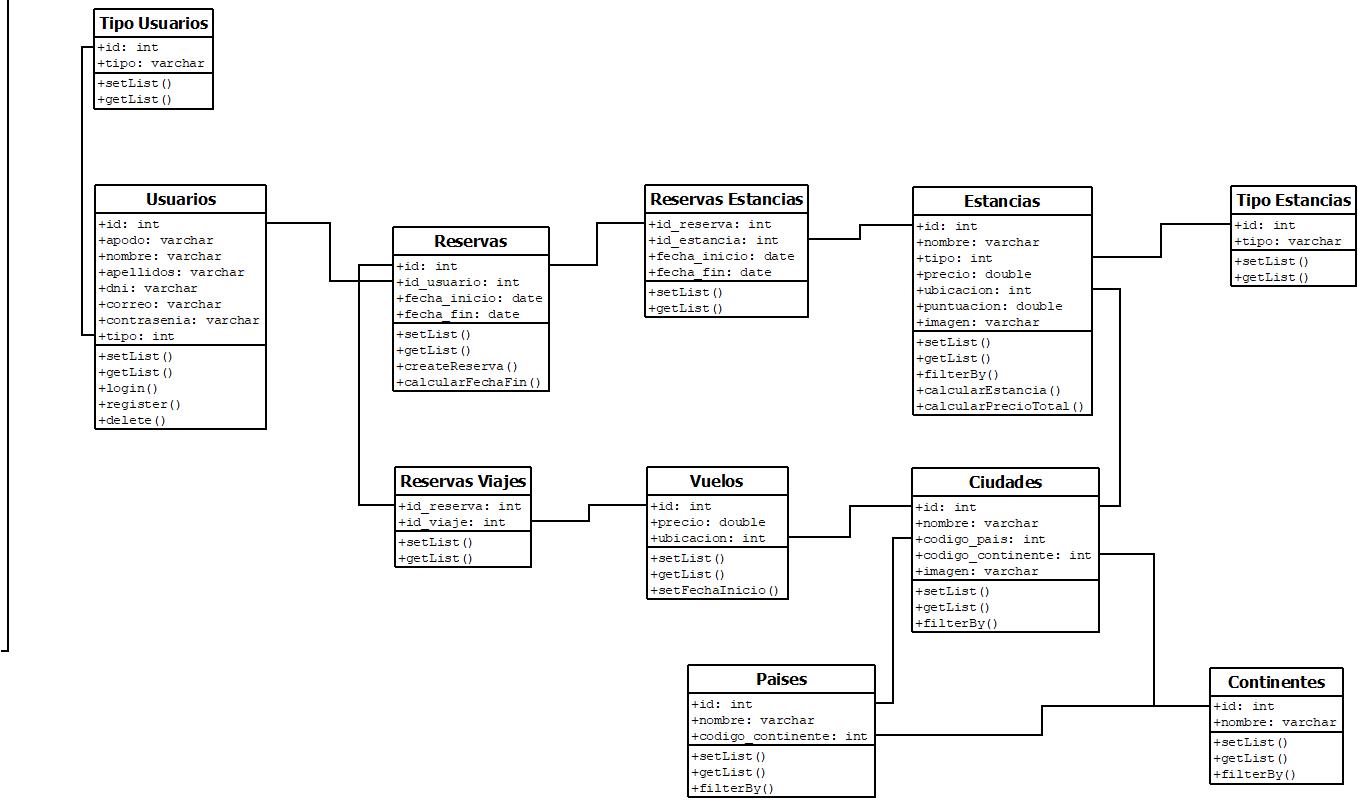 Tipo Usuarios
+id: int
+tipo: varchar
+setList()
+getList()
Usuarios
+id: int
+apodo: varchar
+nombre: varchar
+apellidos: varchar
+dni: varchar
+correo: varchar
+contrasenia: varchar
+tipo: int
+setList()
+getList()
+login()
+register()
+delete()
Reservas
+id: int
+id_usuario: int
+fecha_inicio: date
+fecha_fin: date
+setList()
+getList()
+createReserva()
+calcularFechaFin()
Reservas Estancias
+id_reserva: int
+id_estancia: int
+fecha_inicio: date
+fecha_fin: date
+setList()
+getList()
Estancias
+id: int
+nombre: varchar
+tipo: int
+precio: double
+ubicacion: int
+puntuacion: double
+imagen: varchar
+setList()
+getList()
+filterBy()
+calcularEstancia()
+calcularPrecioTotal()
Tipo Estancias
+id: int
+tipo: varchar
+setList()
+getList()
Reservas Viajes
+id_reserva: int
+id_viaje: int
+setList()
+getList()
Vuelos
+id: int
+precio: double
+ubicacion: int
+setList()
+getList()
+setFechaInicio()
Ciudades
+id: int
+nombre: varchar
+codigo_pais: int
+codigo_continente: int
+imagen: varchar
+setList()
+getList()
+filterBy()
Paises
+id: int
+nombre: varchar
+codigo_continente: int
+setList()
+getList()
+filterBy()
Continentes
+id: int
+nombre: varchar
+setList()
+getList()
+filterBy()